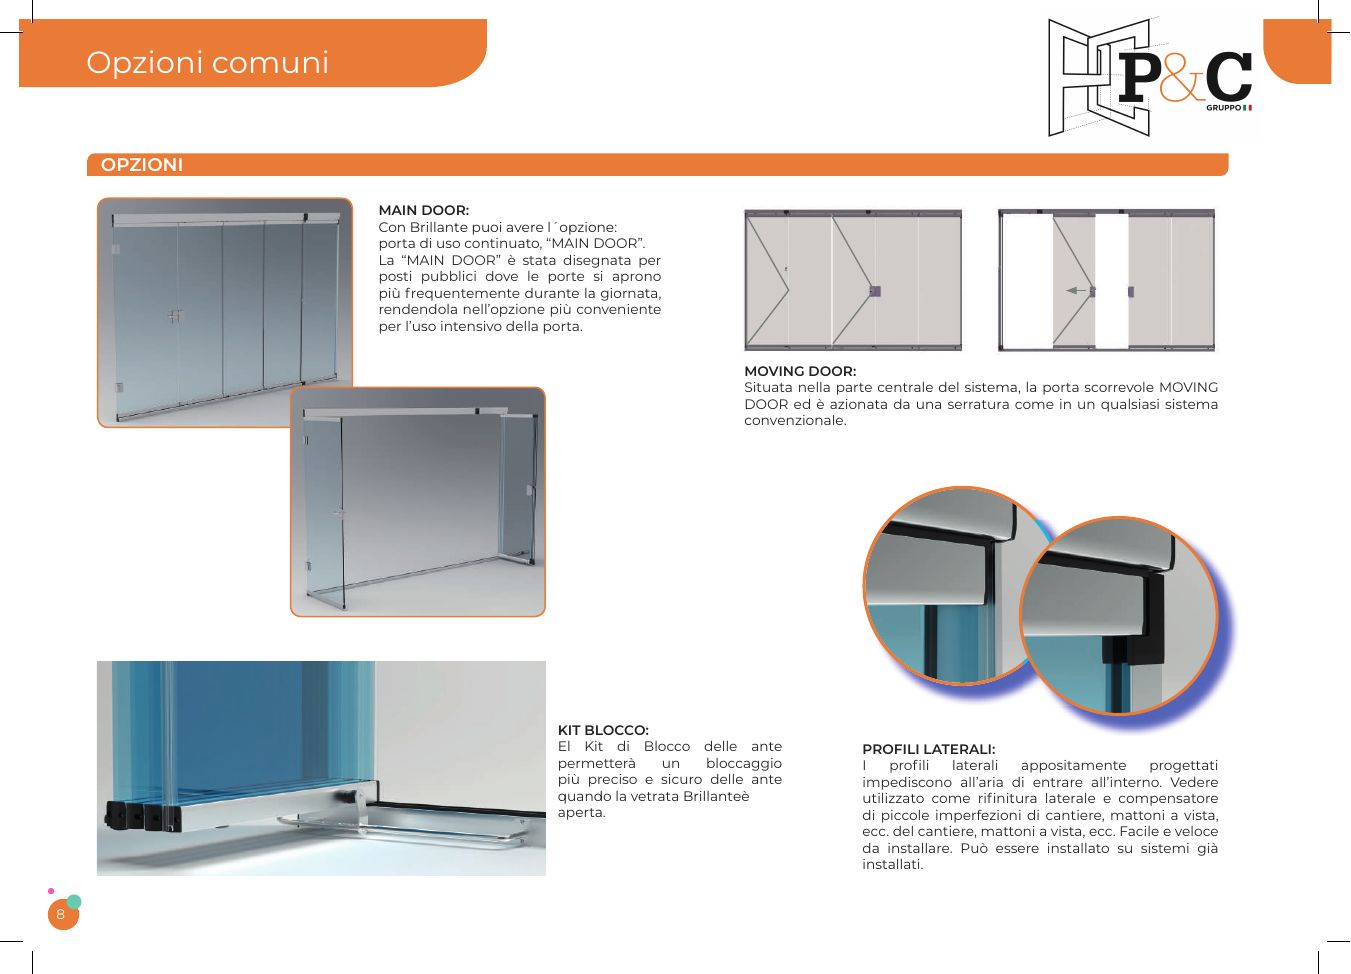 Opzioni comuni
P&C
GRUPPO
OPZIONI
MAIN DOOR:
Con Brillante puoi avere l´opzione:
porta di uso continuato, “MAIN DOOR”.
La “MAIN DOOR” è stata disegnata per
posti pubblici dove le porte si aprono
più frequentemente durante la giornata,
rendendola nell’opzione più conveniente
per l’uso intensivo della porta.
MOVING DOOR:
Situata nella parte centrale del sistema, la porta scorrevole MOVING
DOOR ed è azionata da una serratura come in un qualsiasi sistema
convenzionale.
KIT BLOCCO:
El Kit di Blocco delle ante
permetterà un bloccaggio
più preciso e sicuro delle ante
quando la vetrata Brillanteè
aperta.
PROFILI LATERALI:
I profili laterali appositamente progettati
impediscono all’aria di entrare all’interno. Vedere
utilizzato come rifinitura laterale e compensatore
di piccole imperfezioni di cantiere, mattoni a vista,
ecc. del cantiere, mattoni a vista, ecc. Facile e veloce
da installare. Può essere installato su sistemi già
installati.
8